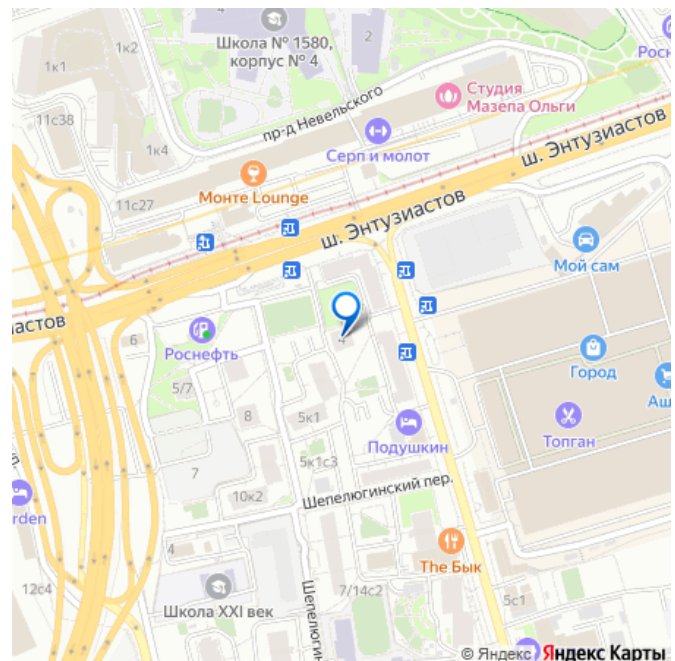 Школа № 1580,
корпус № 4
2
1к2
1к1
Росн
Студия
Мазепа Ольги
пр-д Невельского
11с38
1к4
Серп и молот
ш. Энтузиастов
Монте Lounge
11с27
ш. Энтузиастов
Мой сам
иастов
6
Роснефть
4
Город
5/7
Аш
8
5к1
Подушкин
Топган
7
5к1с3
rden
10к2
Шепелюгинский пер.
4
The Бык
12с4
Школа XXI век
7/14с2
5с1
Шепелюгин
© Яндекс Яндекс Карты